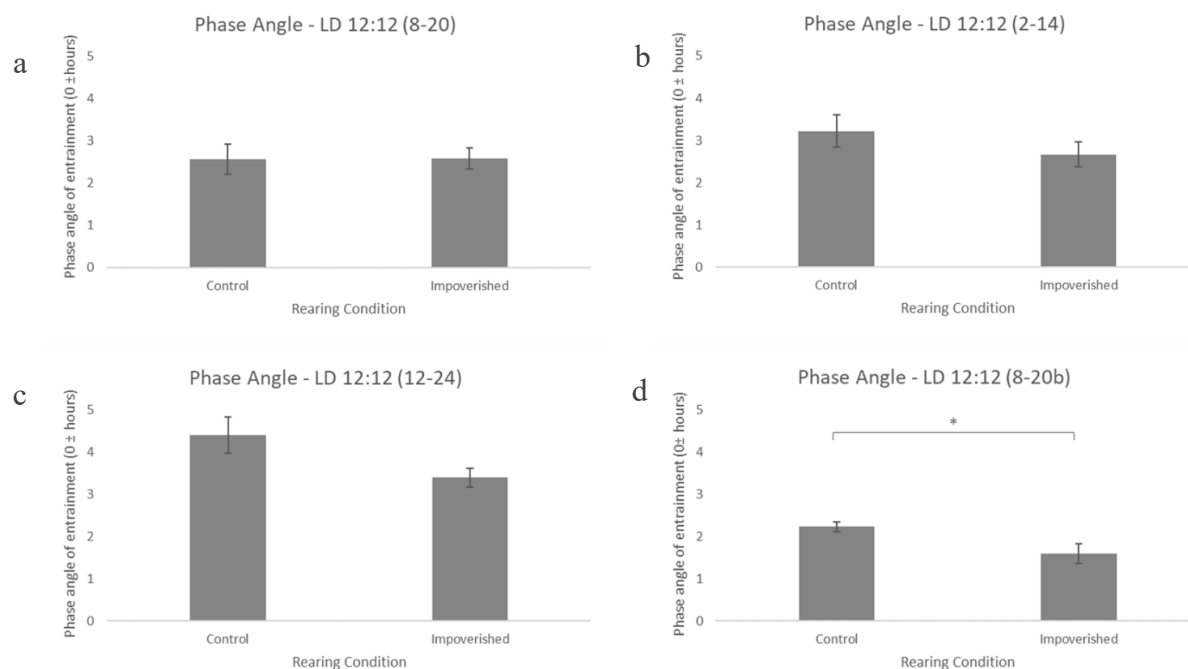 a
Phase Angle - LD 12:12 (8-20)
Phase angle of entrainment (0 ±hours)
5
4
3
2
1
0
Control Impoverished
Rearing Condition
b
Phase Angle - LD 12:12 (2-14)
Phase angle of entrainment (0 ± hours)
5
4
3
2
1
0
Control Impoverished
Rearing Condition
c
Phase Angle - LD 12:12 (12-24)
Phase angle of entrainment (0 ± hours)
5
4
3
2
1
0
Control Impoverished
Rearing Condition
d
Phase Angle - LD 12:12 (8-20b)
Phase angle of entrainment (0± hours)
5
4
3
2
1
0
*
Control Impoverished
Rearing Condition